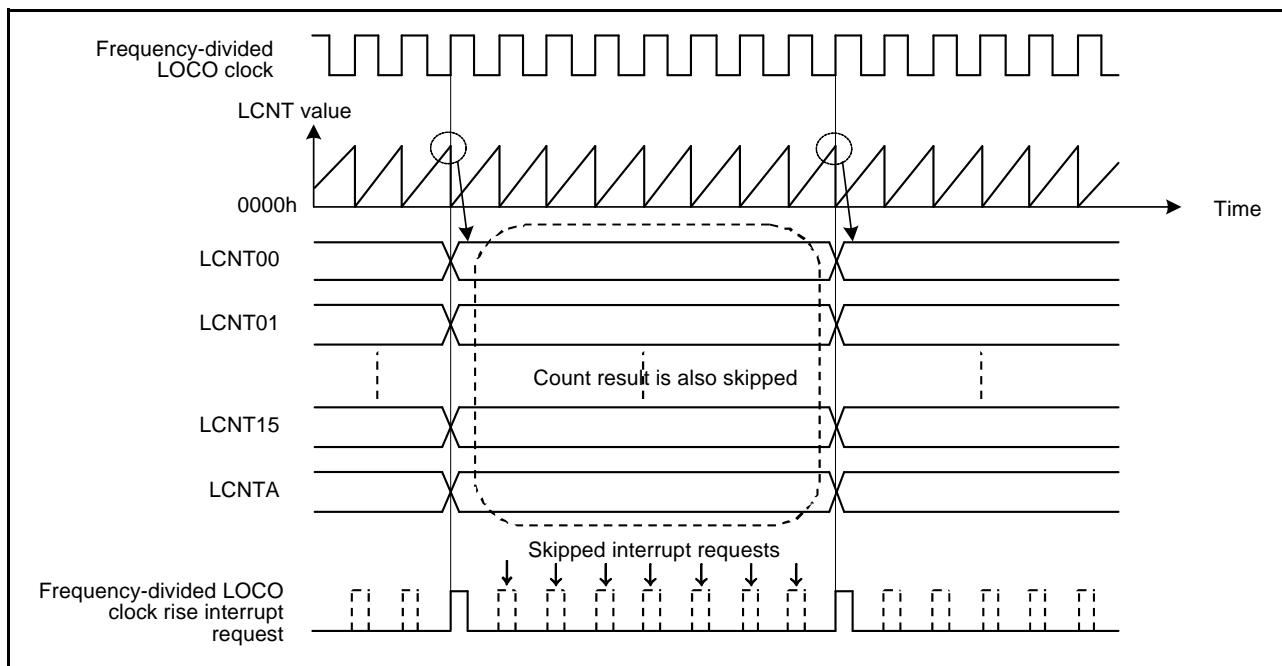 Frequency-divided
LOCO clock
LCNT value
0000h
Time
LCNT00
LCNT01
Count result is also skipped
LCNT15
LCNTA
Skipped interrupt requests
Frequency-divided LOCO
clock rise interrupt
request